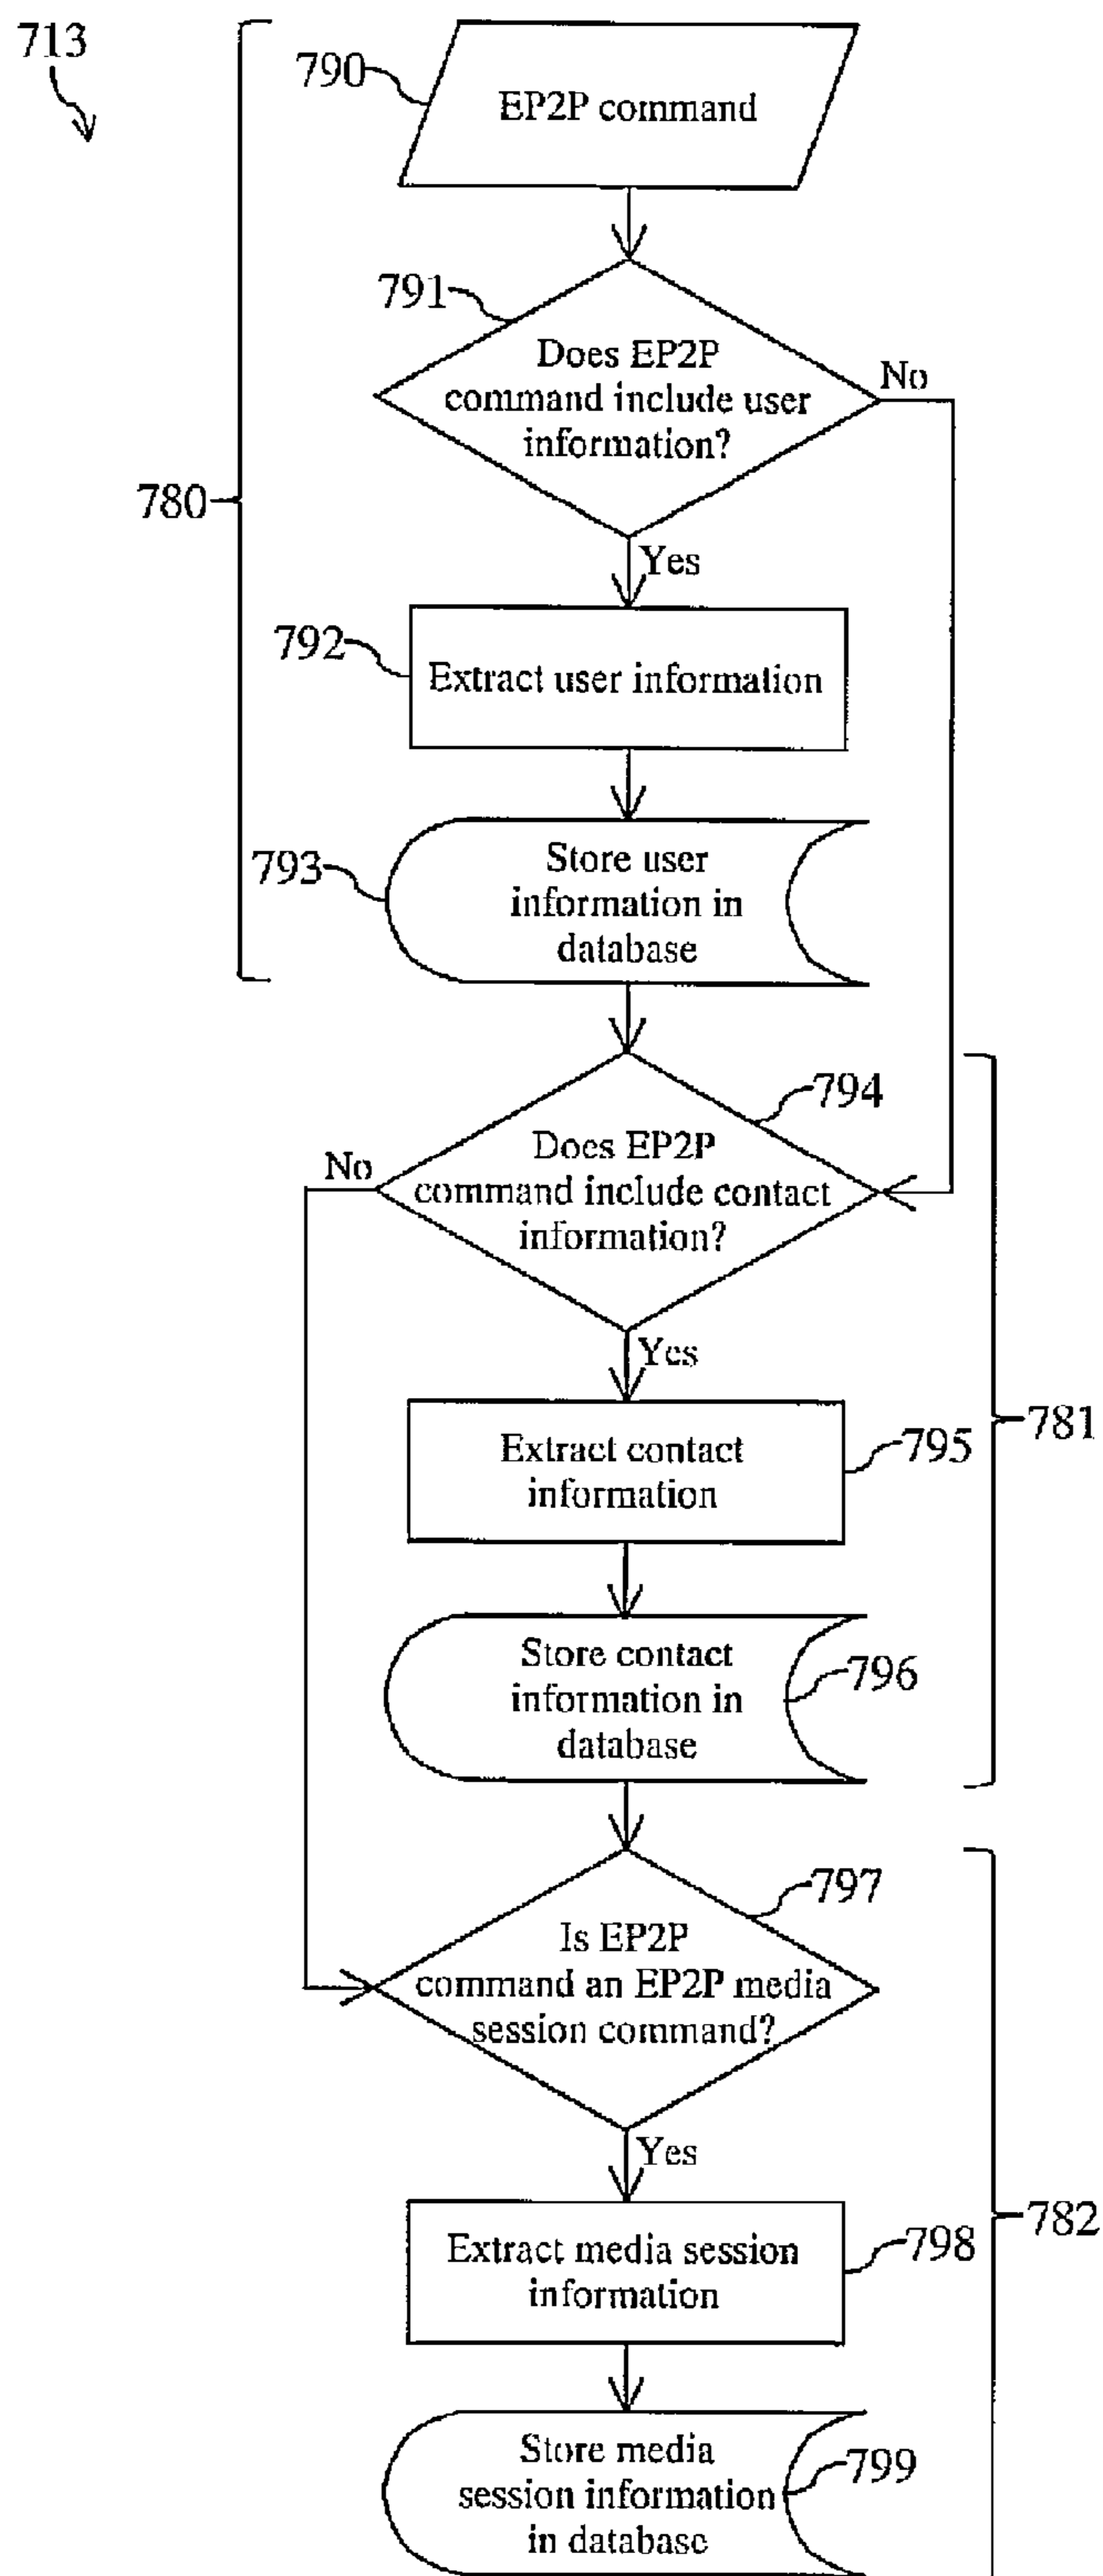 713
790
EP2P command
791
Does EP2P
command include user
information?
No
780
Yes
792
Extract user information
793
Store user
information in
database
794
Does EP2P
command include contact
information?
No
Yes
781
795
Extract contact
information
Store contact
information in
database
796
797
Is EP2P
command an EP2P media
session command?
Yes
782
798
Extract media session
information
Store media
session information
in database
799